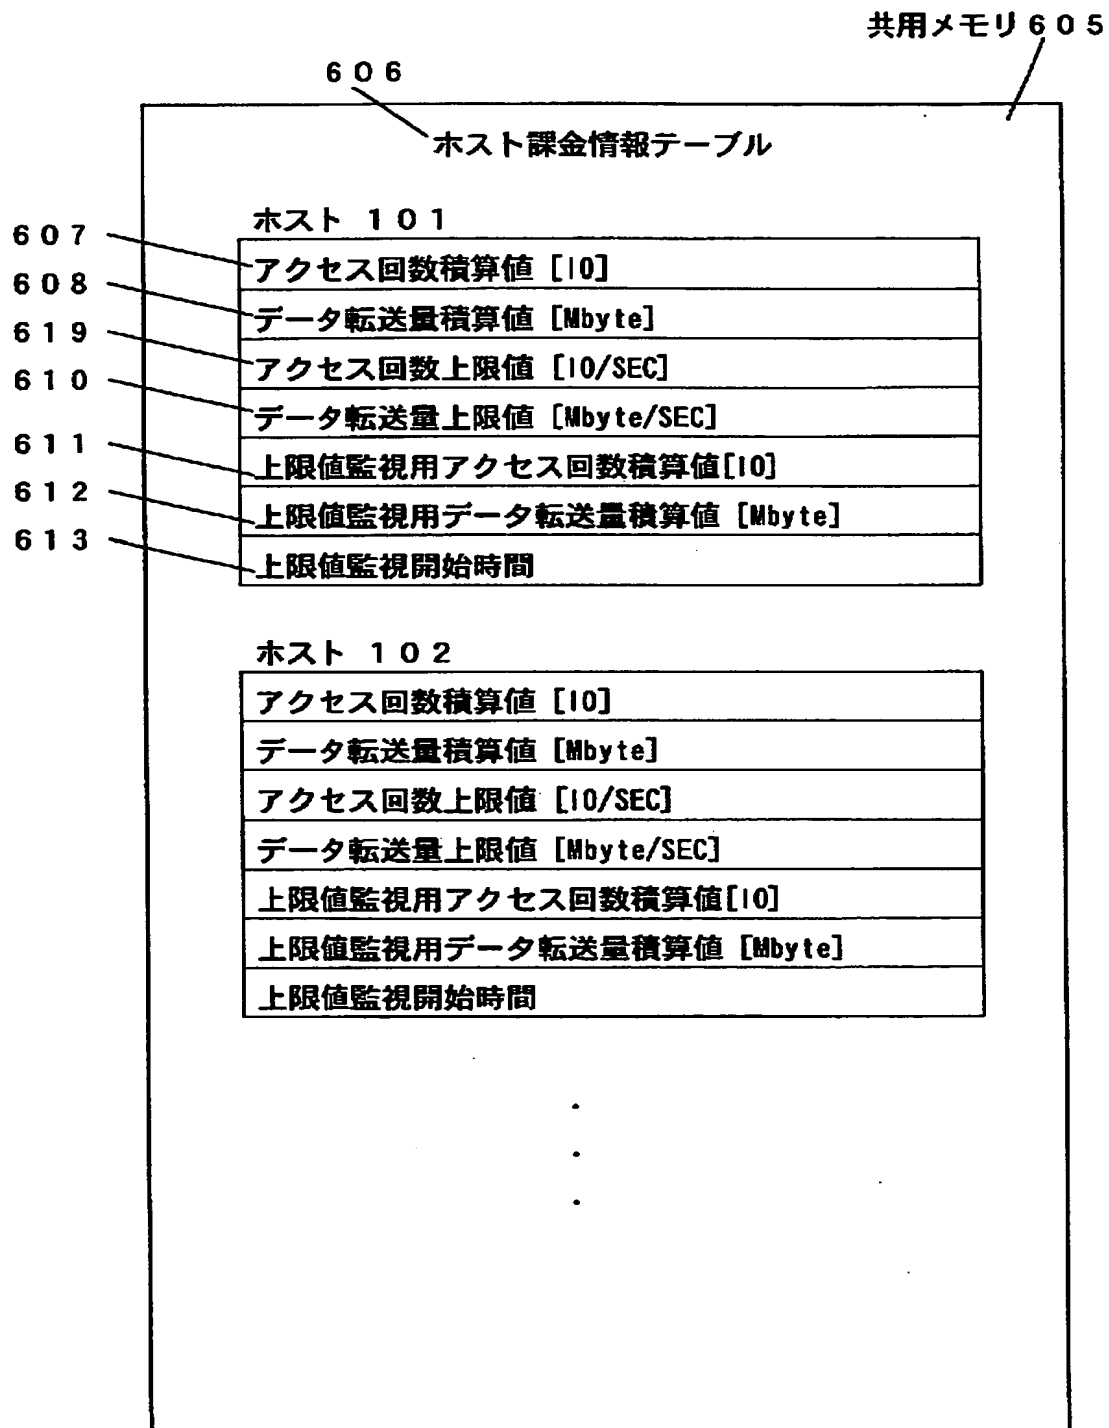 共用メモリ605
606
ホスト課金情報テーブル
ホスト 101
607
アクセス回数積算値 [IO]
608
データ転送量積算値 [Mbyte]
619
アクセス回数上限値 [IO/SEC]
610
データ転送量上限値 [Mbyte/SEC]
611
上限値監視用アクセス回数積算値[IO]
612
上限値監視用データ転送量積算値 [Mbyte]
613
上限値監視開始時間
ホスト 102
アクセス回数積算値 [IO]
データ転送量積算値 [Mbyte]
アクセス回数上限値 [IO/SEC]
データ転送量上限値 [Mbyte/SEC]
上限値監視用アクセス回数積算値[IO]
上限値監視用データ転送量積算値 [Mbyte]
上限値監視開始時間